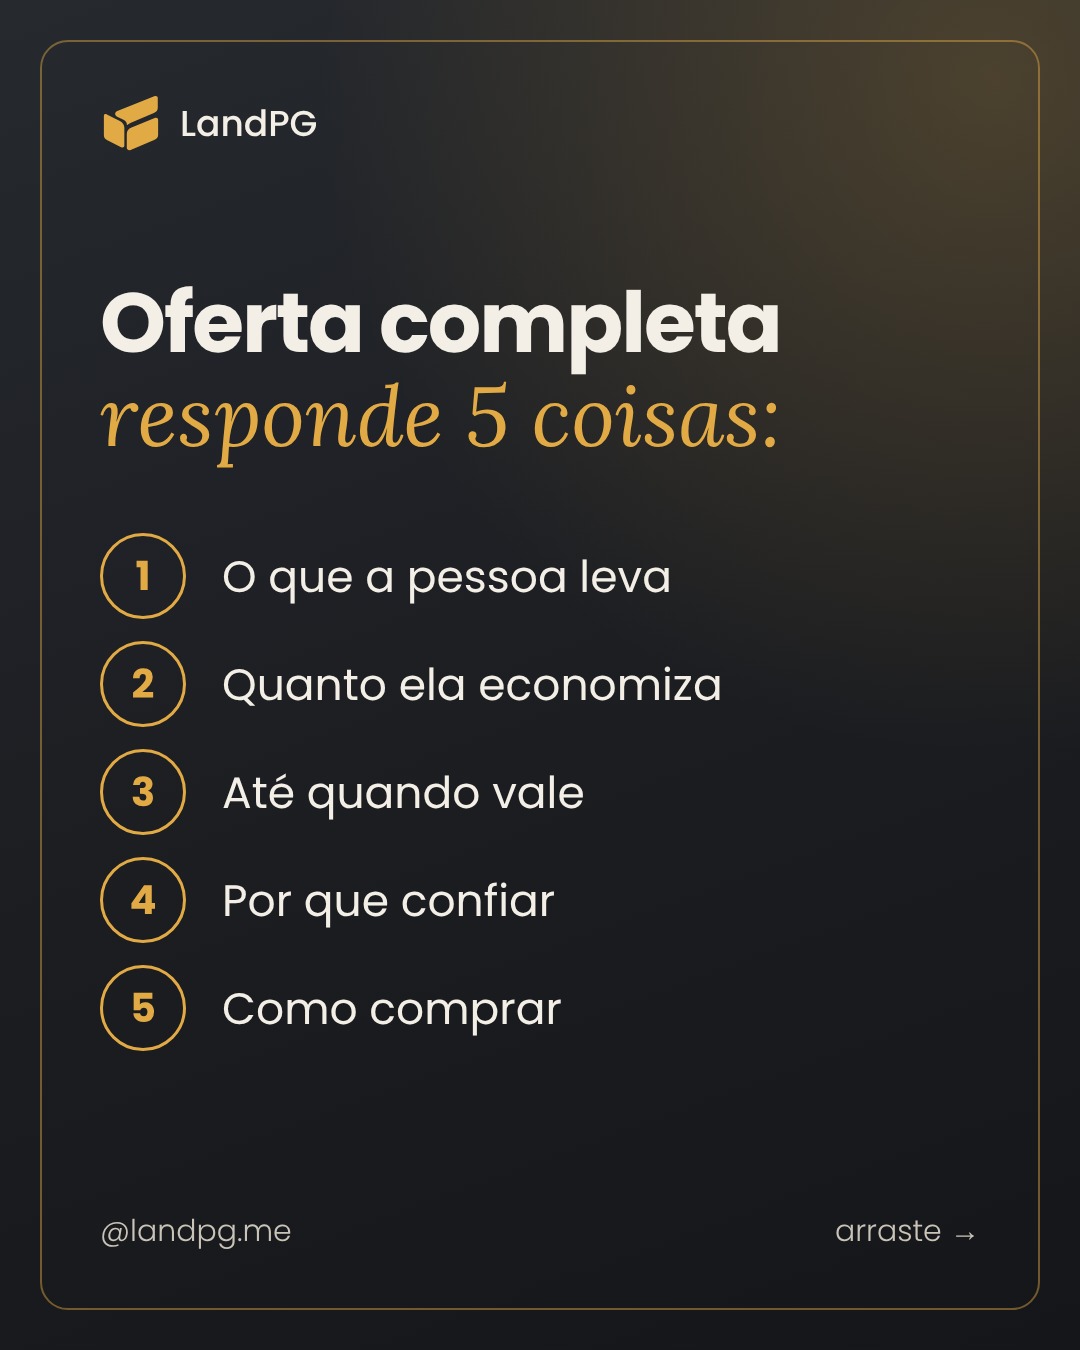 LandPG
Oferta completa
responde 5 coisas:
1 O que a pessoa leva
2 Quanto ela economiza
3 Até quando vale
4 Por que confiar
5 Como comprar
@landpg.me
arraste →